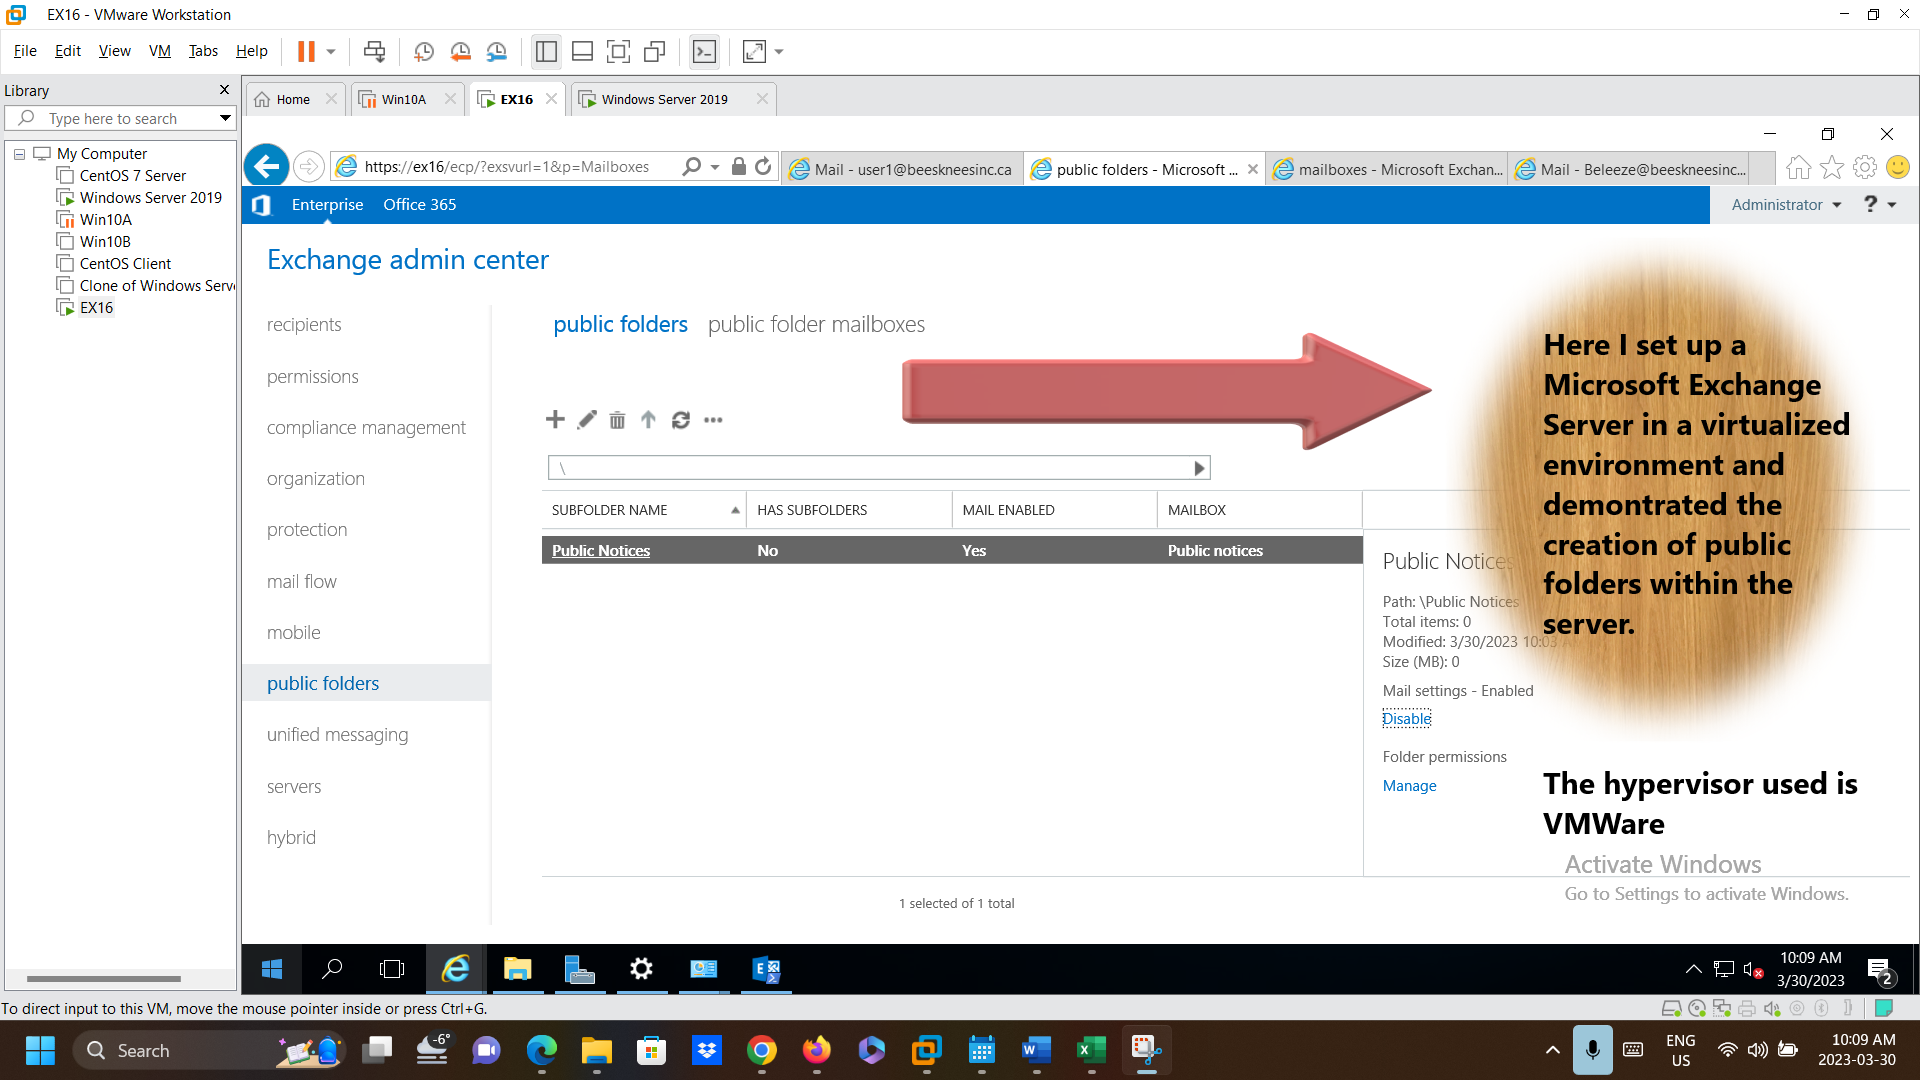 EX16 - VMware Workstation
File Edit View VM Tabs Help
Library
Home Win10A EX16 Windows Server 2019
Type here to search
My Computer
CentOS 7 Server
Windows Server 2019
Win10A
Win10B
CentOS Client
Clone of Windows Serve
EX16
https://ex16/ecp/?exsvurl=1&p=Mailboxes
Mail - user1@beeskneesinc.ca
public folders - Microsoft ...
mailboxes - Microsoft Exchan...
Mail - Beleeze@beeskneesinc....
Enterprise Office 365
Administrator ?
Exchange admin center
recipients
permissions
compliance management
organization
protection
mail flow
mobile
public folders
unified messaging
servers
hybrid
public folders public folder mailboxes
\
SUBFOLDER NAME HAS SUBFOLDERS MAIL ENABLED MAILBOX
Public Notices No Yes Public notices
1 selected of 1 total
Public Notices
Path: \Public Notices
Total items: 0
Modified: 3/30/2023 10:03
Size (MB): 0
Mail settings - Enabled
Disable
Folder permissions
Manage
Here I set up a
Microsoft Exchange
Server in a virtualized
environment and
demontrated the
creation of public
folders within the
server.
The hypervisor used is
VMWare
Activate Windows
Go to Settings to activate Windows.
10:09 AM
3/30/2023
2
To direct input to this VM, move the mouse pointer inside or press Ctrl+G.
Search
-6°
ENG
US
10:09 AM
2023-03-30